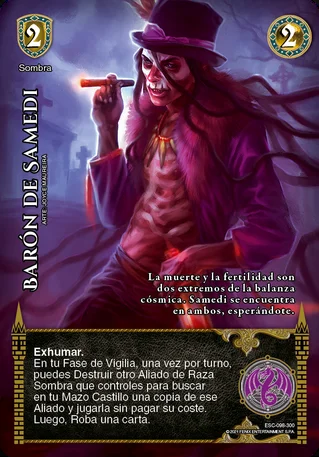 2
2
Sombra
BARÓN DE SAMEDI
ARTE: JOYCE MAUREIRA
La muerte y la fertilidad son
dos extremos de la balanza
cósmica. Samedi se encuentra
en ambos, esperándote.
Exhumar.
En tu Fase de Vigilia, una vez por turno,
puedes Destruir otro Aliado de Raza
Sombra que controles para buscar
en tu Mazo Castillo una copia de ese
Aliado y jugarla sin pagar su coste.
Luego, Roba una carta.
ESC-098-300
© 2021 FENIX ENTERTAINMENT S.P.A.